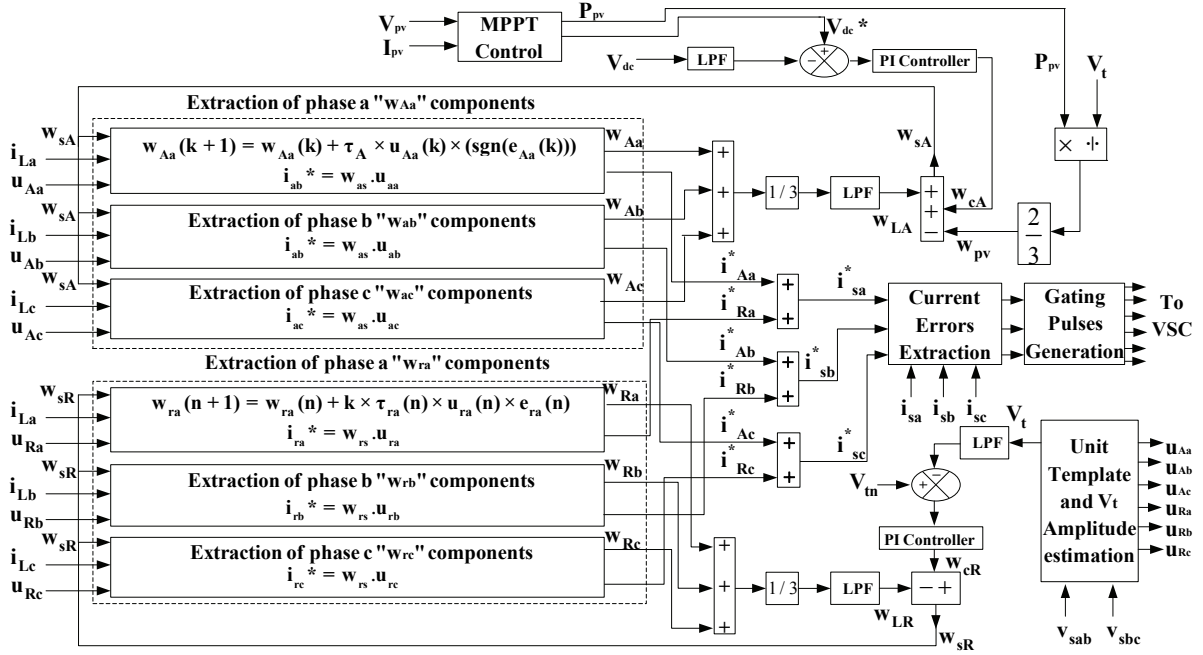 V_pv
I_pv
MPPT
Control
P_pv
V_dc *
V_dc
LPF
−
×
PI Controller
P_pv
V_t
× ÷
2
3
w_pv
Extraction of phase a "w_Aa" components
w_sA
i_La
u_Aa
w_Aa (k + 1) = w_Aa (k) + τ_A × u_Aa (k) × (sgn(e_Aa (k)))
i_ab * = w_as . u_aa
w_Aa
w_sA
i_Lb
u_Ab
Extraction of phase b "w_ab" components
i_ab * = w_as . u_ab
w_Ab
w_sA
i_Lc
u_Ac
Extraction of phase c "w_ac" components
i_ac * = w_as . u_ac
w_Ac
+
+
+
1 / 3
LPF
w_LA
w_sA
+
+
−
w_cA
i*_Aa
i*_Ra
+
+
i*_sa
i*_Ab
i*_Rb
+
+
i*_sb
i*_Ac
i*_Rc
+
+
i*_sc
Current
Errors
Extraction
i_sa
i_sb
i_sc
Gating
Pulses
Generation
To
VSC
Extraction of phase a "w_ra" components
w_sR
i_La
u_Ra
w_ra (n + 1) = w_ra (n) + k × τ_ra (n) × u_ra (n) × e_ra (n)
i_ra * = w_rs . u_ra
w_Ra
w_sR
i_Lb
u_Rb
Extraction of phase b "w_rb" components
i_rb * = w_rs . u_rb
w_Rb
w_sR
i_Lc
u_Rc
Extraction of phase c "w_rc" components
i_rc * = w_rs . u_rc
w_Rc
+
+
+
1 / 3
LPF
w_LR
− +
w_cR
w_sR
PI Controller
V_tn
+ −
LPF
V_t
Unit
Template
and V_t
Amplitude
estimation
u_Aa
u_Ab
u_Ac
u_Ra
u_Rb
u_Rc
v_sab
v_sbc